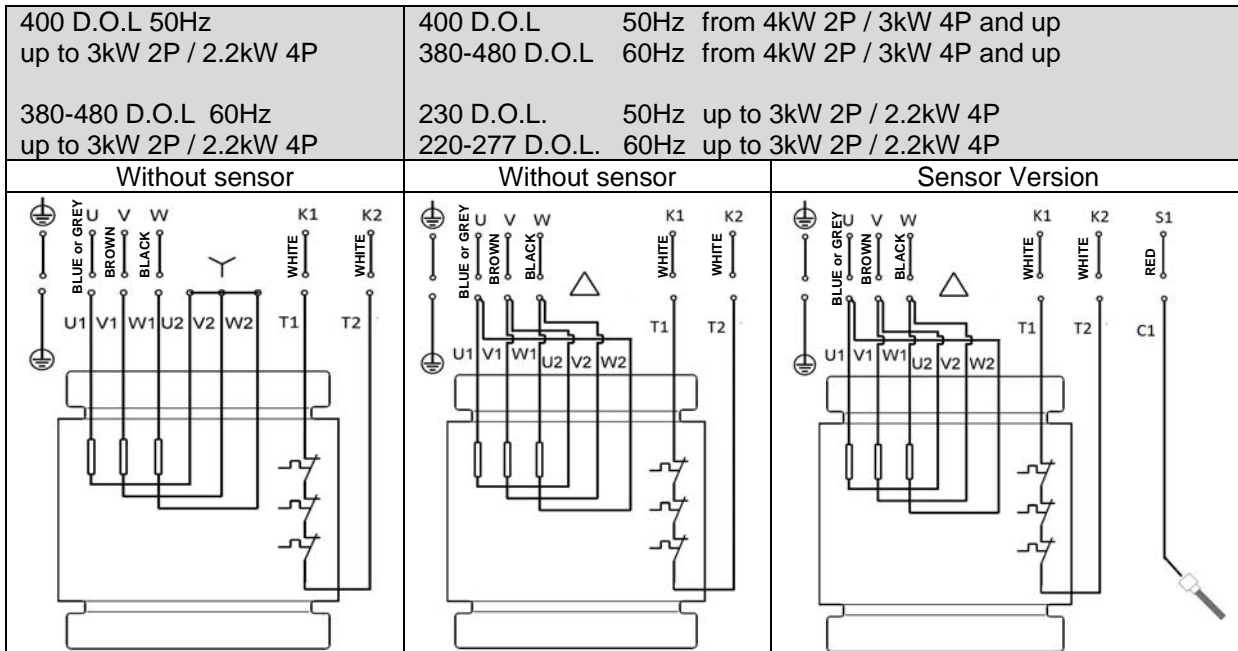 400 D.O.L 50Hz
up to 3kW 2P / 2.2kW 4P
380-480 D.O.L 60Hz
up to 3kW 2P / 2.2kW 4P
400 D.O.L 50Hz from 4kW 2P / 3kW 4P and up
380-480 D.O.L 60Hz from 4kW 2P / 3kW 4P and up
230 D.O.L. 50Hz up to 3kW 2P / 2.2kW 4P
220-277 D.O.L. 60Hz up to 3kW 2P / 2.2kW 4P
Without sensor
Without sensor
Sensor Version
U V W K1 K2
BLUE or GREY
BROWN
BLACK
WHITE
WHITE
U1 V1 W1 U2 V2 W2 T1 T2
U V W K1 K2
BLUE or GREY
BROWN
BLACK
WHITE
WHITE
T1 T2
U1 V1 W1 U2 V2 W2
U V W K1 K2 S1
BLUE or GREY
BROWN
BLACK
WHITE
WHITE
RED
T1 T2 C1
U1 V1 W1 U2 V2 W2